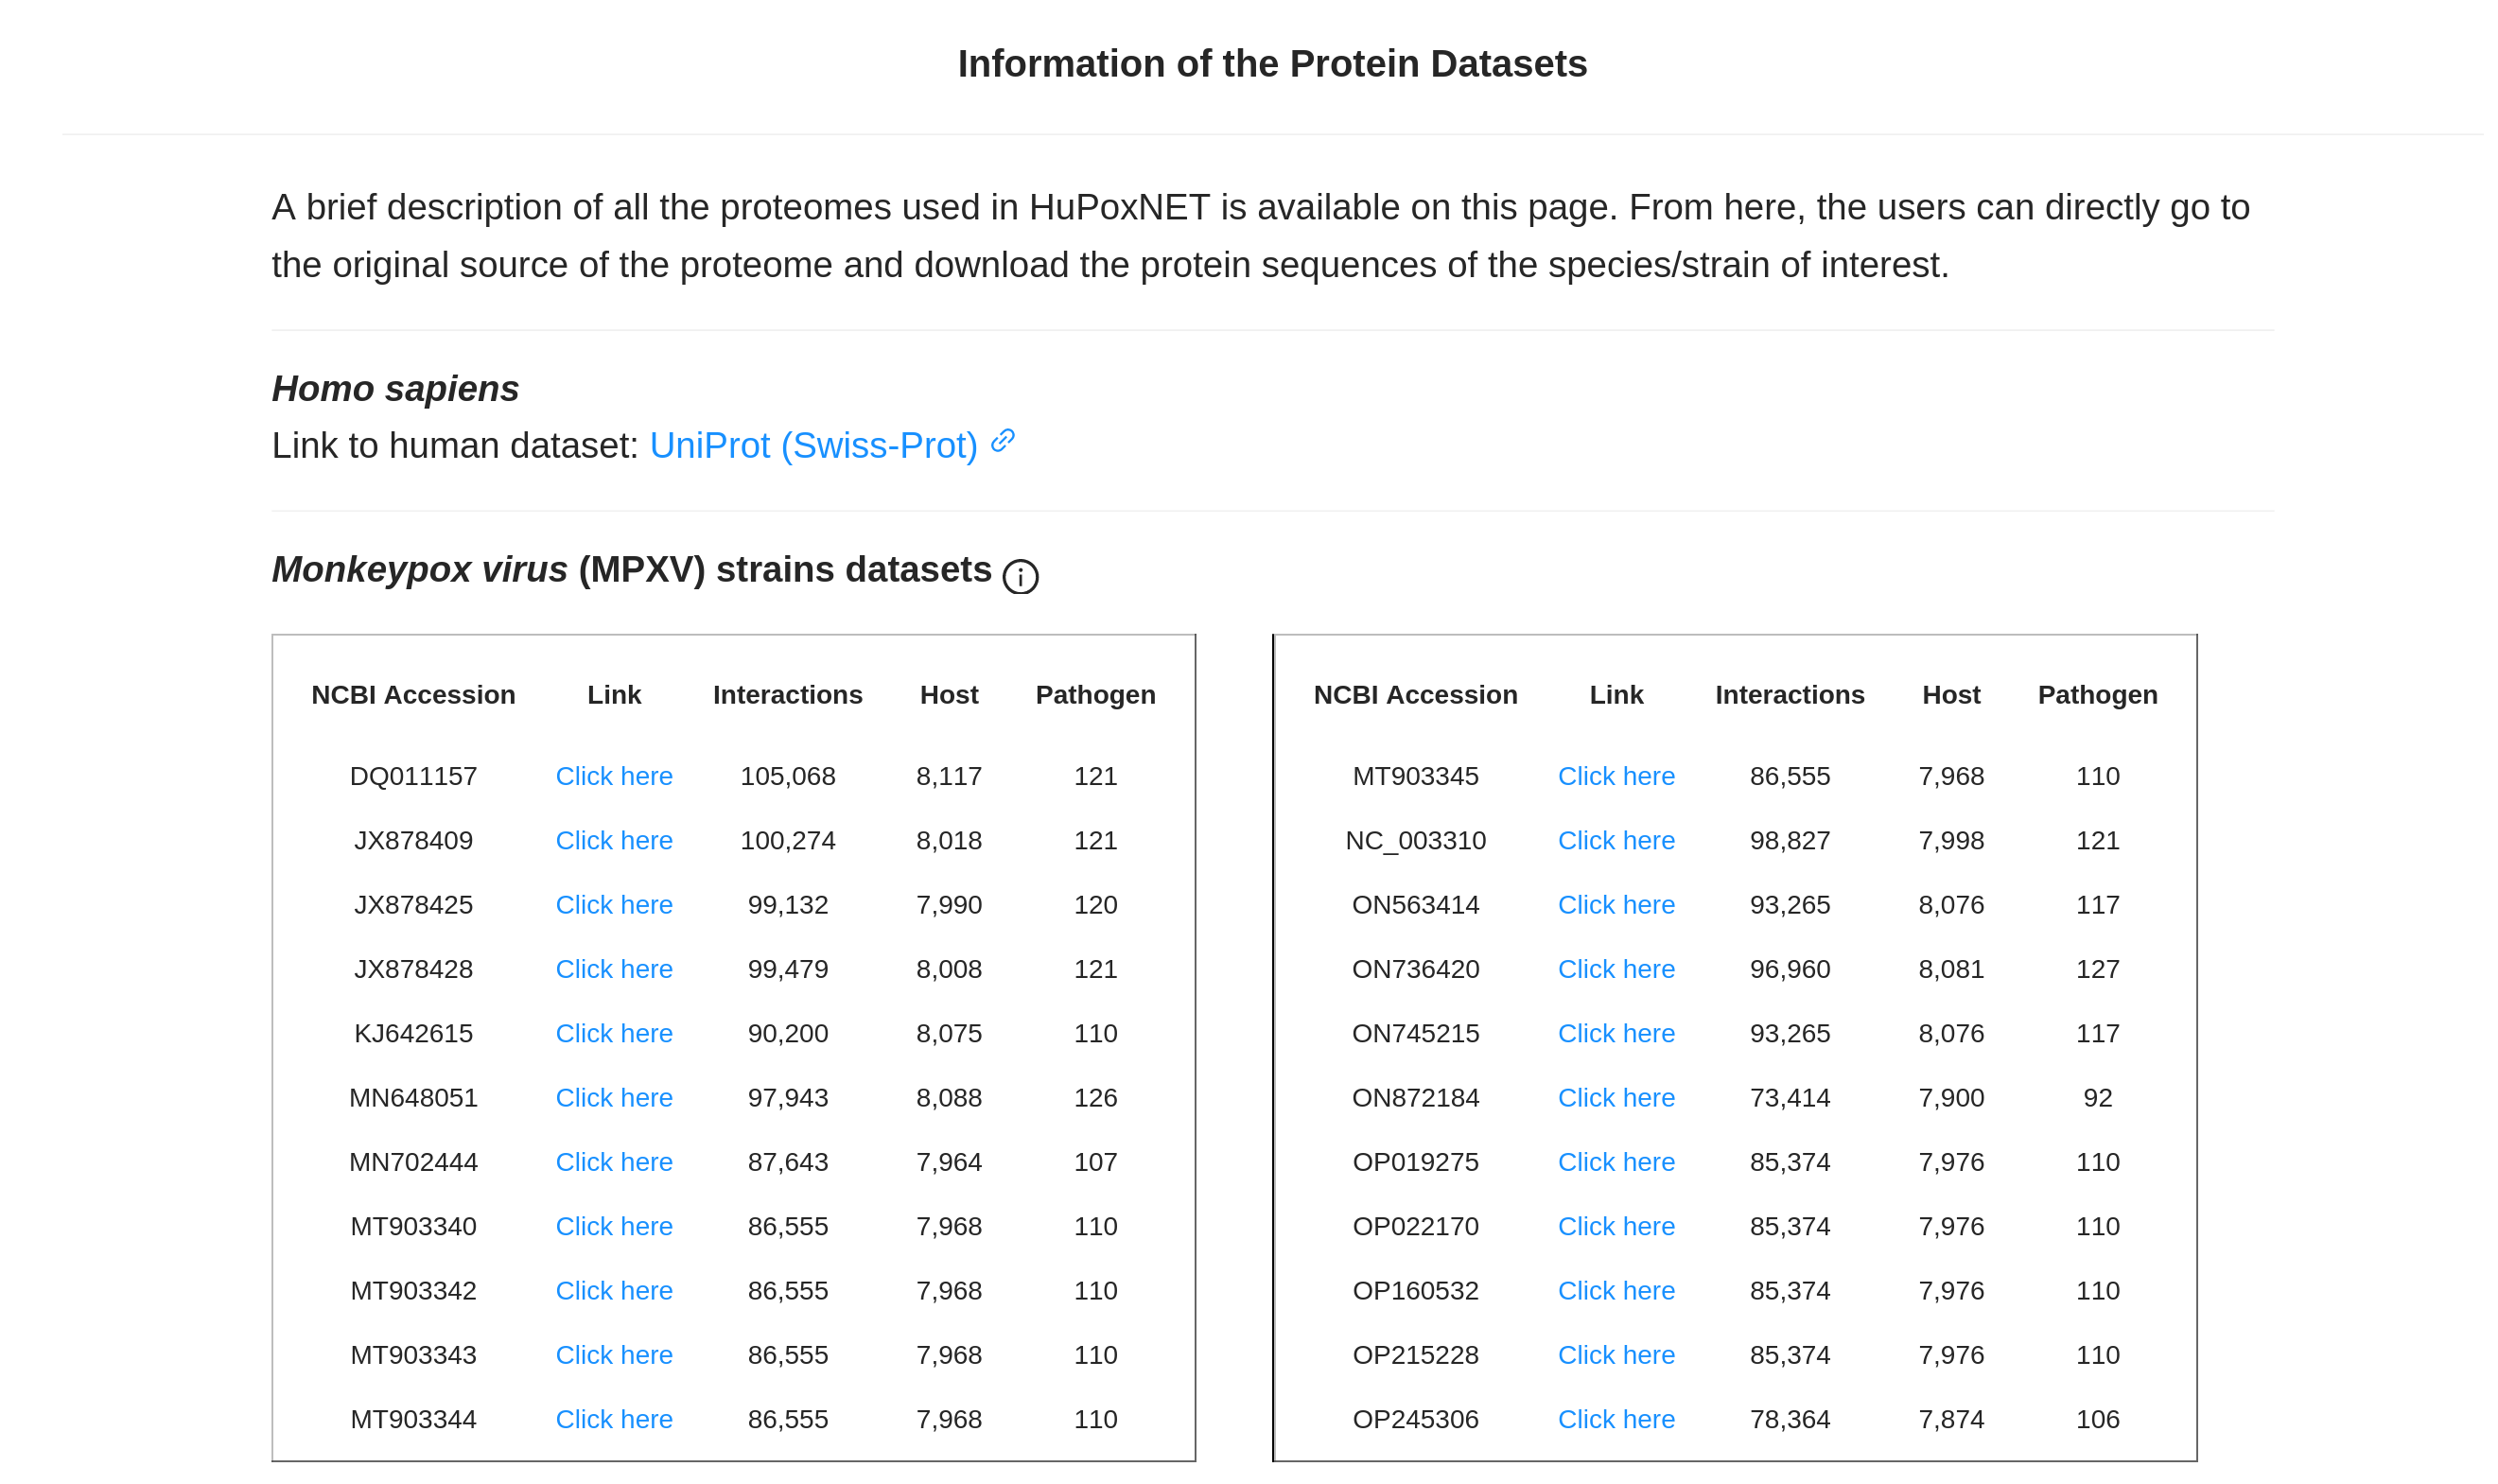 Information of the Protein Datasets
A brief description of all the proteomes used in HuPoxNET is available on this page. From here, the users can directly go to
the original source of the proteome and download the protein sequences of the species/strain of interest.
Homo sapiens
Link to human dataset: UniProt (Swiss-Prot)
Monkeypox virus (MPXV) strains datasets
NCBI Accession Link Interactions Host Pathogen
DQ011157 Click here 105,068 8,117 121
JX878409 Click here 100,274 8,018 121
JX878425 Click here 99,132 7,990 120
JX878428 Click here 99,479 8,008 121
KJ642615 Click here 90,200 8,075 110
MN648051 Click here 97,943 8,088 126
MN702444 Click here 87,643 7,964 107
MT903340 Click here 86,555 7,968 110
MT903342 Click here 86,555 7,968 110
MT903343 Click here 86,555 7,968 110
MT903344 Click here 86,555 7,968 110
NCBI Accession Link Interactions Host Pathogen
MT903345 Click here 86,555 7,968 110
NC_003310 Click here 98,827 7,998 121
ON563414 Click here 93,265 8,076 117
ON736420 Click here 96,960 8,081 127
ON745215 Click here 93,265 8,076 117
ON872184 Click here 73,414 7,900 92
OP019275 Click here 85,374 7,976 110
OP022170 Click here 85,374 7,976 110
OP160532 Click here 85,374 7,976 110
OP215228 Click here 85,374 7,976 110
OP245306 Click here 78,364 7,874 106